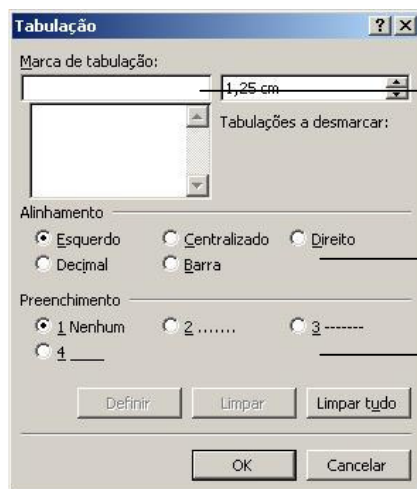 Tabulação
Marca de tabulação:
1,25 cm
Tabulações a desmarcar:
Alinhamento
Esquerdo Centralizado Direito
Decimal Barra
Preenchimento
1 Nenhum 2 ....... 3 -------
4 ____
Definir Limpar Limpar tudo
OK Cancelar